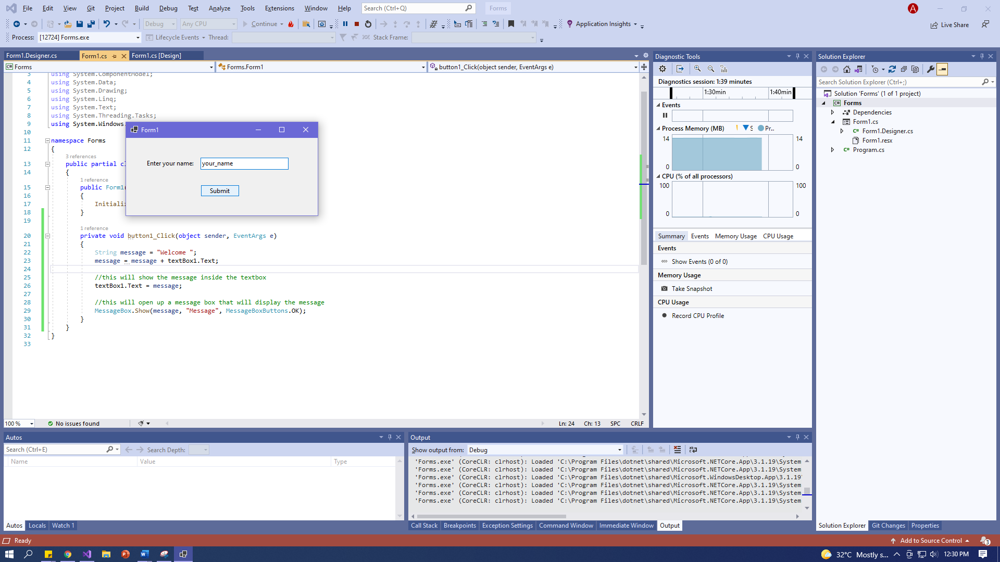 File Edit View Git Project Build Debug Test Analyze Tools Extensions Window Help Search (Ctrl+Q) Forms A
Debug Any CPU Continue Application Insights Live Share
Process: [12724] Forms.exe Lifecycle Events Thread: Stack Frame:
Form1.Designer.cs Form1.cs Form1.cs [Design]
C# Forms Forms.Form1 button1_Click(object sender, EventArgs e)
3 using System.ComponentModel;
4 using System.Data;
5 using System.Drawing;
6 using System.Linq;
7 using System.Text;
8 using System.Threading.Tasks;
9 using System.Windows.
10
11 namespace Forms
12 {
3 references
13 public partial cl
14 {
1 reference
15 public Form1(
16 {
17 Initializ
18 }
19
1 reference
20 private void button1_Click(object sender, EventArgs e)
21 {
22 String message = "Welcome ";
23 message = message + textBox1.Text;
24
25 //this will show the message inside the textbox
26 textBox1.Text = message;
27
28 //this will open up a message box that will display the message
29 MessageBox.Show(message, "Message", MessageBoxButtons.OK);
30 }
31 }
32 }
33
Form1
Enter your name: your_name
Submit
100 % No issues found Ln: 24 Ch: 13 SPC CRLF
Diagnostic Tools
Diagnostics session: 1:39 minutes
1:30min 1:40min
Events
Process Memory (MB) S Pr...
14 14
0 0
CPU (% of all processors)
100 100
0 0
Summary Events Memory Usage CPU Usage
Events
Show Events (0 of 0)
Memory Usage
Take Snapshot
CPU Usage
Record CPU Profile
Solution Explorer
Search Solution Explorer (Ctrl+;)
Solution 'Forms' (1 of 1 project)
C# Forms
Dependencies
Form1.cs
C# Form1.Designer.cs
Form1.resx
C# Program.cs
Autos
Search (Ctrl+E) Search Depth:
Name Value Type
Autos Locals Watch 1
Output
Show output from: Debug
'Forms.exe' (CoreCLR: clrhost): Loaded 'C:\Program Files\dotnet\shared\Microsoft.NETCore.App\3.1.19\System
'Forms.exe' (CoreCLR: clrhost): Loaded 'C:\Program Files\dotnet\shared\Microsoft.NETCore.App\3.1.19\System
'Forms.exe' (CoreCLR: clrhost): Loaded 'C:\Program Files\dotnet\shared\Microsoft.WindowsDesktop.App\3.1.19'
'Forms.exe' (CoreCLR: clrhost): Loaded 'C:\Program Files\dotnet\shared\Microsoft.NETCore.App\3.1.19\System
'Forms.exe' (CoreCLR: clrhost): Loaded 'C:\Program Files\dotnet\shared\Microsoft.NETCore.App\3.1.19\System
'Forms.exe' (CoreCLR: clrhost): Loaded 'C:\Program Files\dotnet\shared\Microsoft.NETCore.App\3.1.19\System
Call Stack Breakpoints Exception Settings Command Window Immediate Window Output
Solution Explorer Git Changes Properties
Ready Add to Source Control 3
32°C Mostly s... 12:30 PM